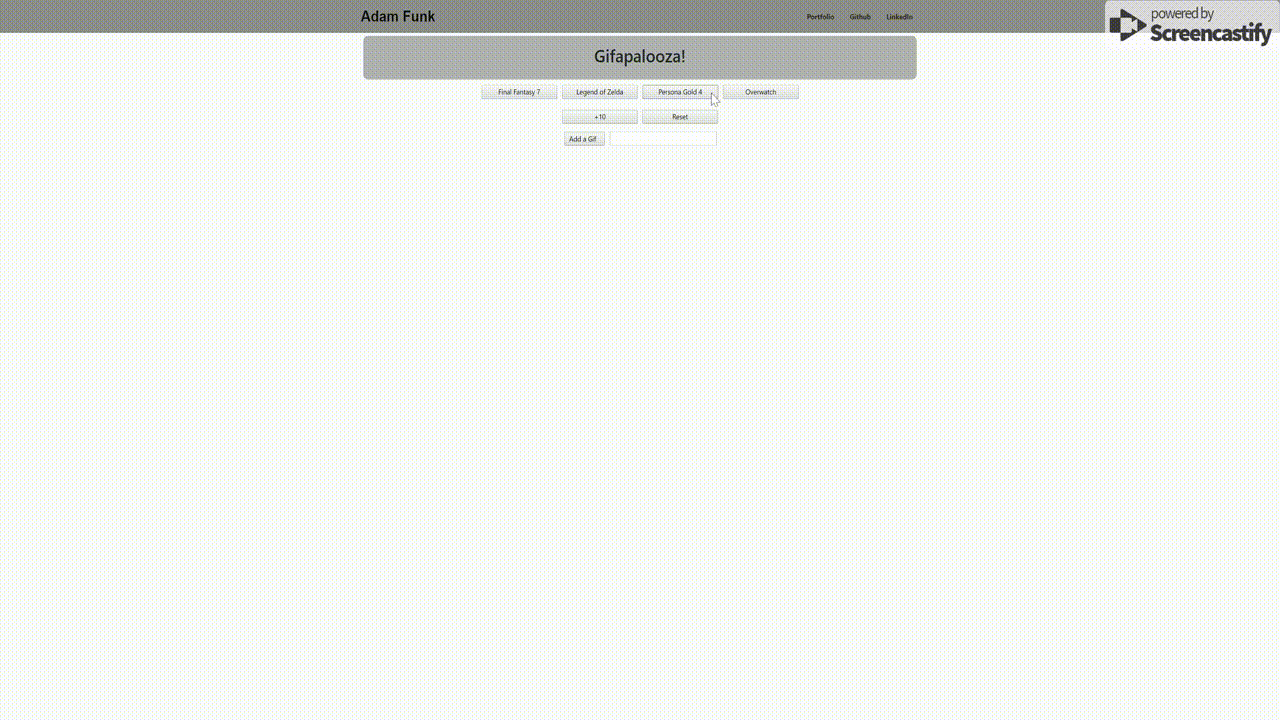 Adam Funk
Portfolio Github LinkedIn
powered by
Screencastify
Gifapalooza!
Final Fantasy 7 Legend of Zelda Persona Gold 4 Overwatch
+10 Reset
Add a Gif